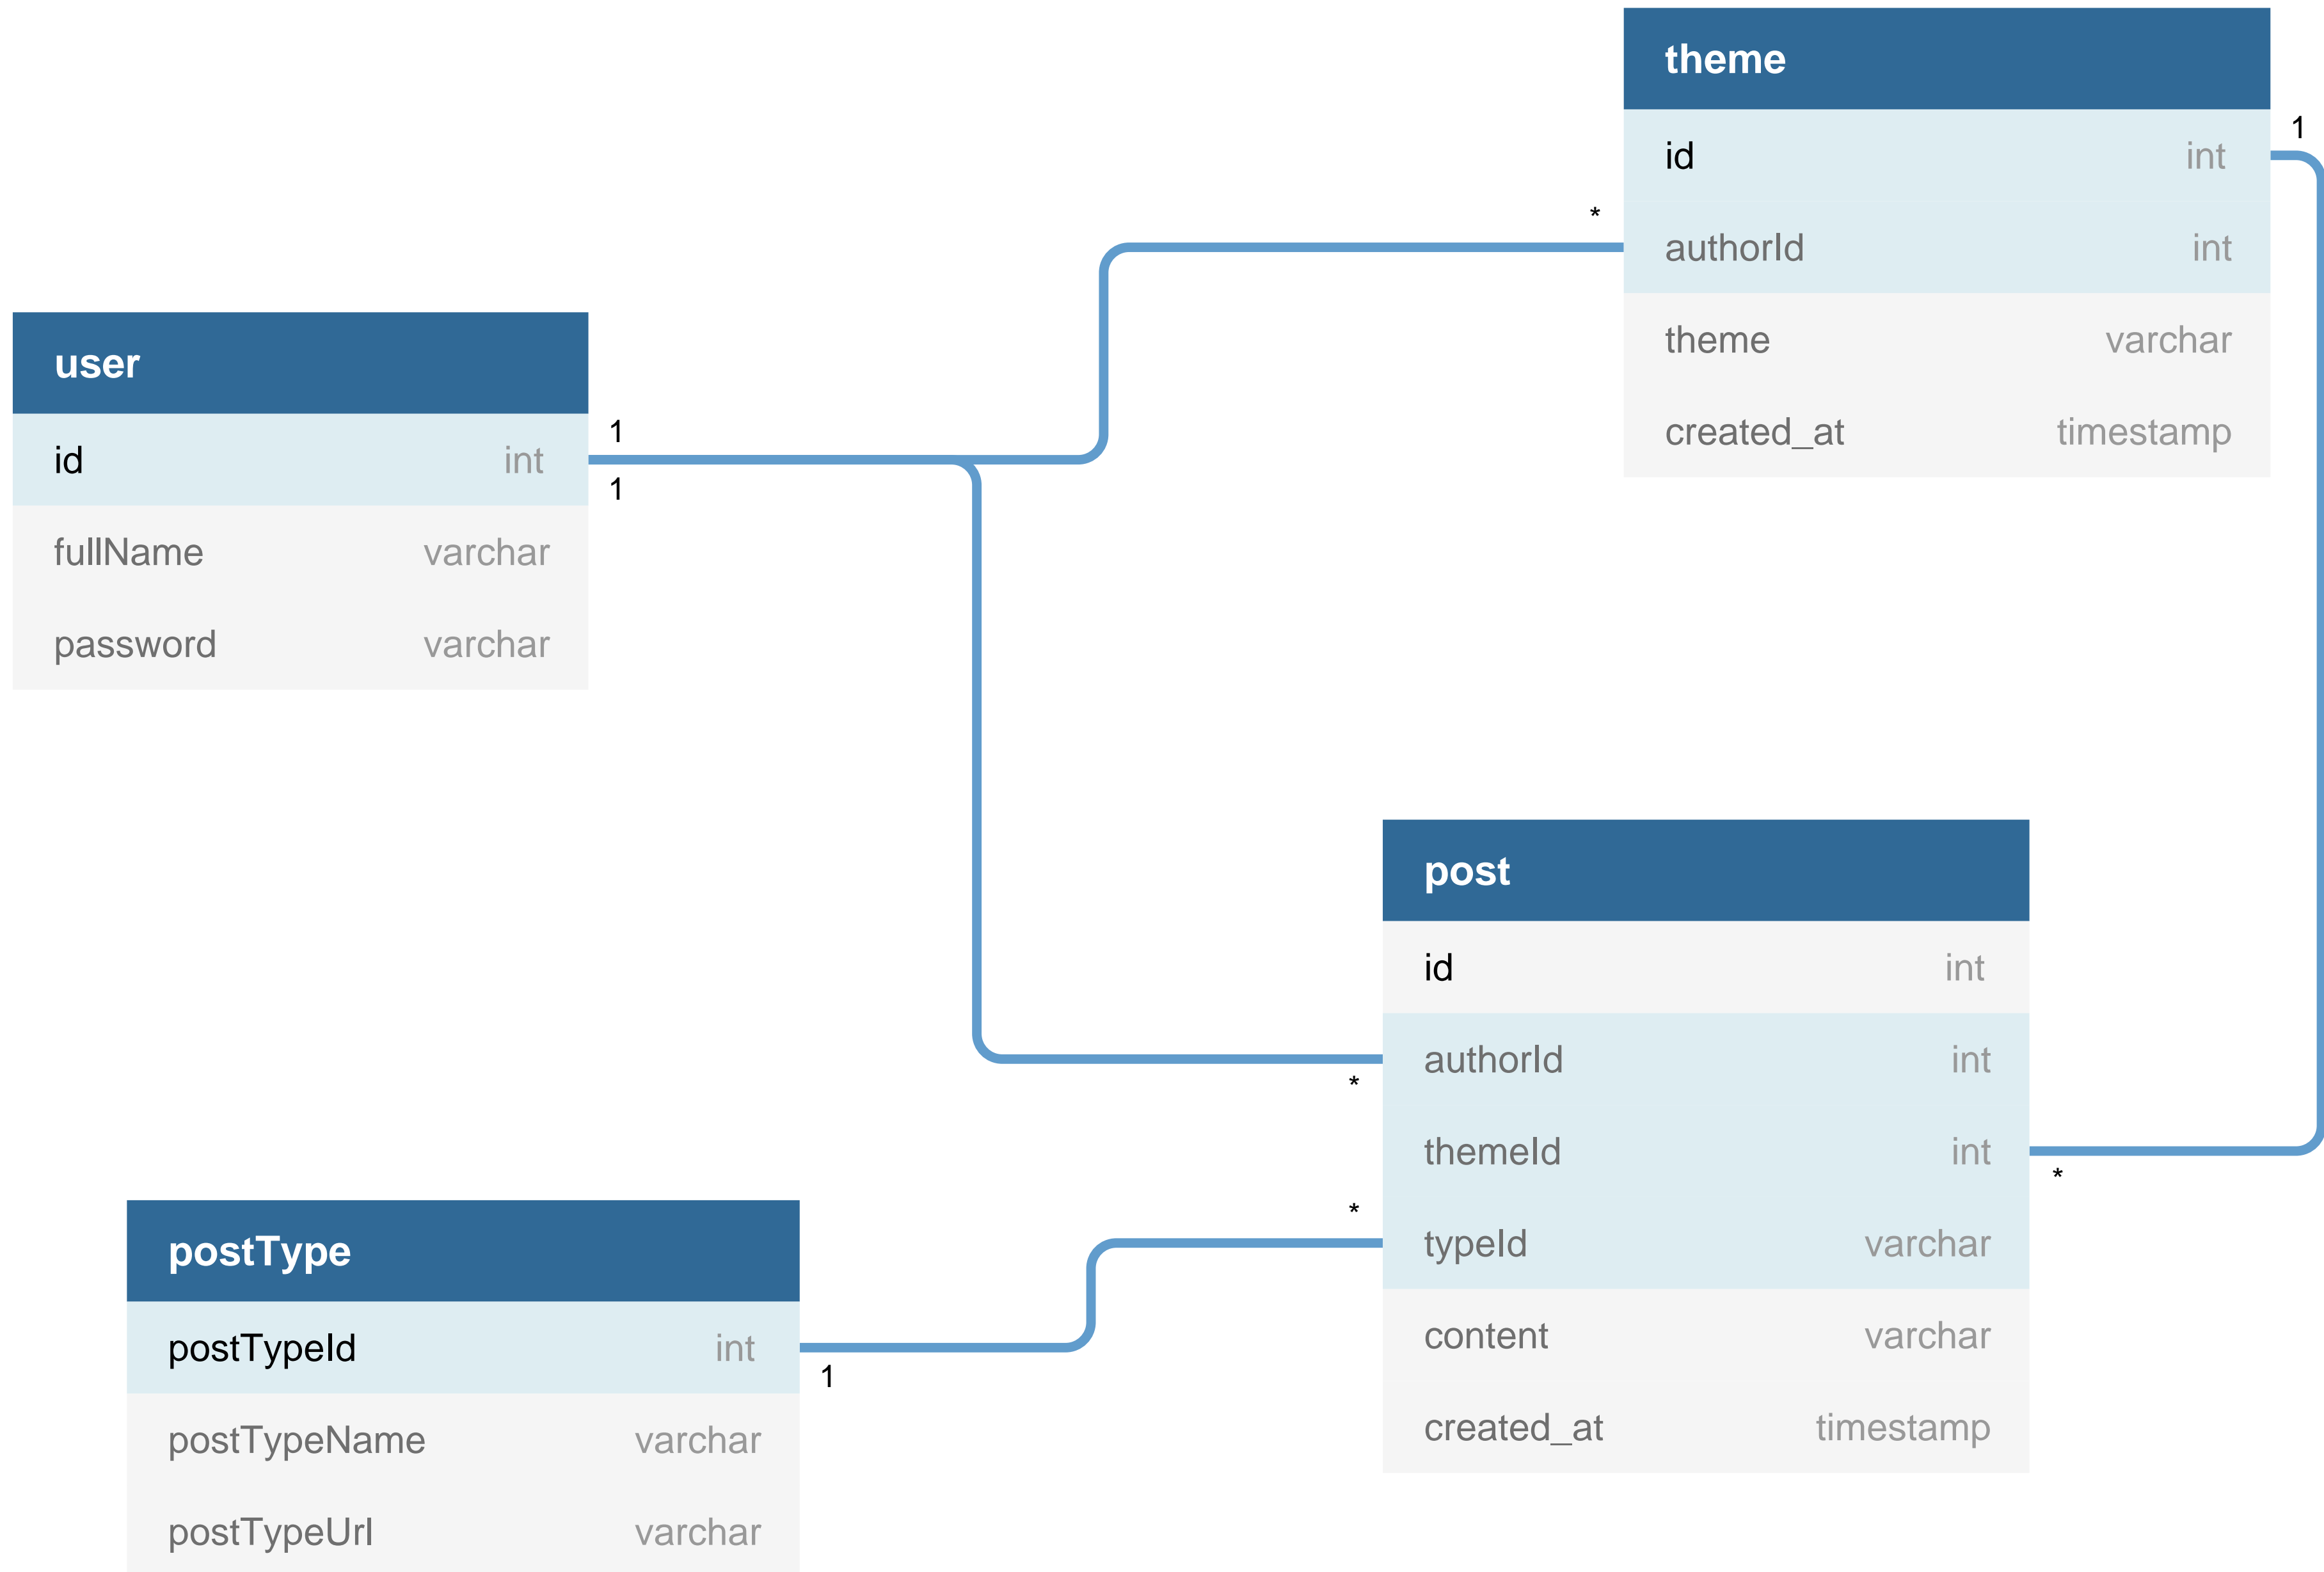 theme
id int
authorId int
theme varchar
created_at timestamp
1
*
user
id int
fullName varchar
password varchar
1
1
post
id int
authorId int
themeId int
typeId varchar
content varchar
created_at timestamp
*
*
*
postType
postTypeId int
postTypeName varchar
postTypeUrl varchar
1